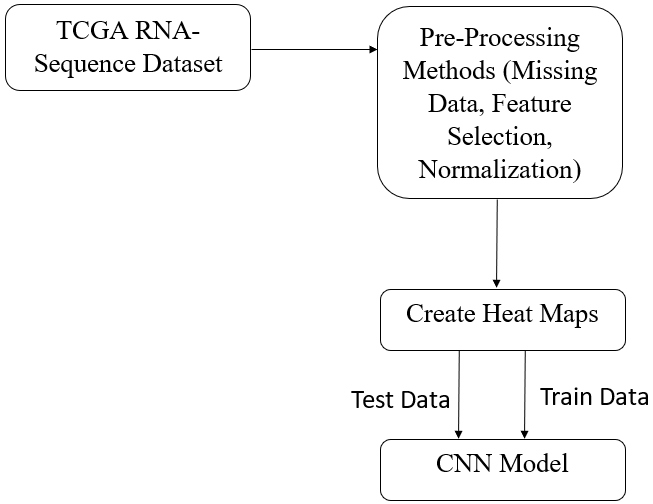 TCGA RNA-
Sequence Dataset
Pre-Processing
Methods (Missing
Data, Feature
Selection,
Normalization)
Create Heat Maps
Test Data
Train Data
CNN Model